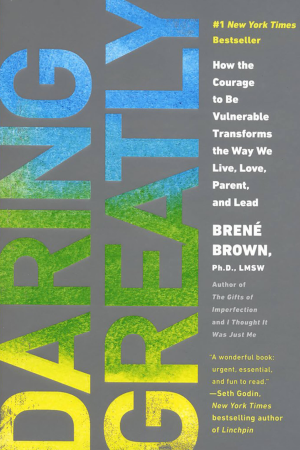 DARING
GREATLY
#1 New York Times
Bestseller
How the
Courage
to Be
Vulnerable
Transforms
the Way We
Live, Love,
Parent,
and Lead
BRENÉ
BROWN,
Ph.D., LMSW
Author of
The Gifts of
Imperfection
and I Thought It
Was Just Me
"A wonderful book:
urgent, essential,
and fun to read."
—Seth Godin,
New York Times
bestselling author
of Linchpin